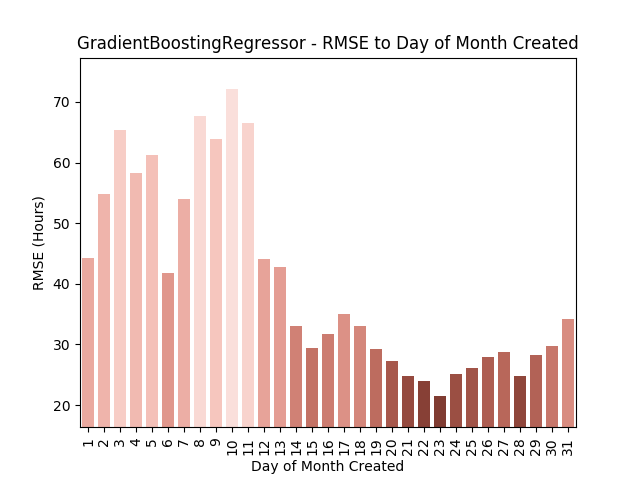 GradientBoostingRegressor - RMSE to Day of Month Created
RMSE (Hours)
70
60
50
40
30
20
1 2 3 4 5 6 7 8 9 10 11 12 13 14 15 16 17 18 19 20 21 22 23 24 25 26 27 28 29 30 31
Day of Month Created